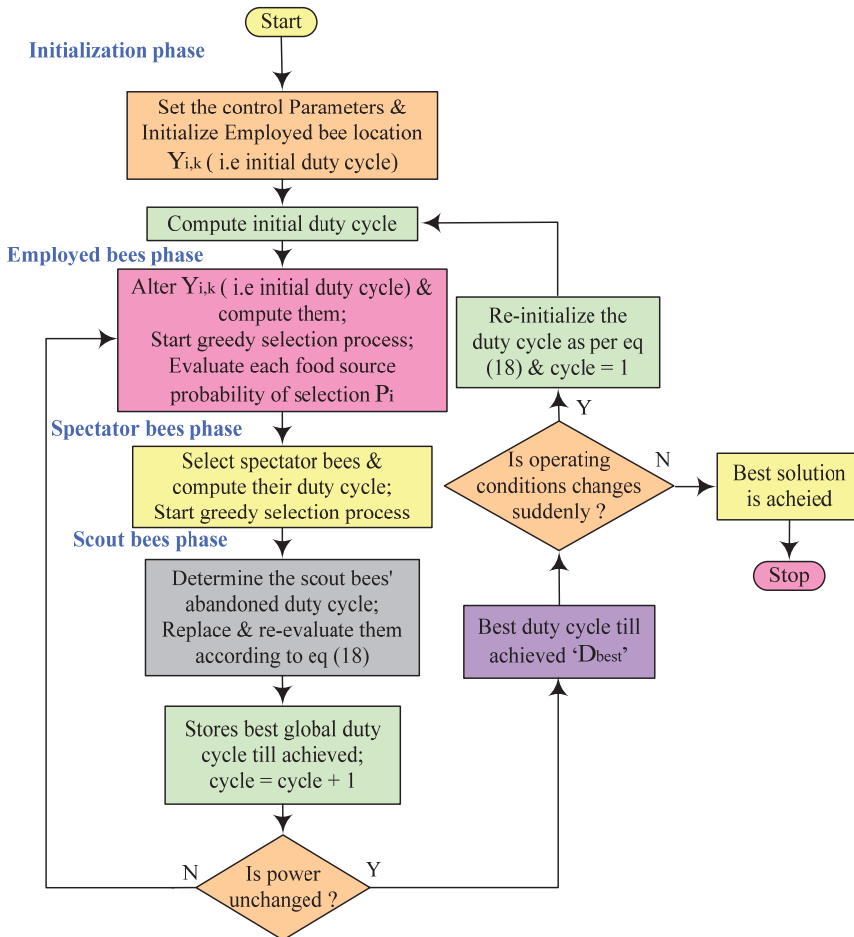 Start
Initialization phase
Set the control Parameters &
Initialize Employed bee location
Yi,k ( i.e initial duty cycle)
Compute initial duty cycle
Employed bees phase
Alter Yi,k ( i.e initial duty cycle) &
compute them;
Start greedy selection process;
Evaluate each food source
probability of selection Pi
Spectator bees phase
Select spectator bees &
compute their duty cycle;
Start greedy selection process
Scout bees phase
Determine the scout bees'
abandoned duty cycle;
Replace & re-evaluate them
according to eq (18)
Stores best global duty
cycle till achieved;
cycle = cycle + 1
Is power
unchanged ?
N
Y
Best duty cycle till
achieved ‘Dbest’
Is operating
conditions changes
suddenly ?
Y
N
Re-initialize the
duty cycle as per eq
(18) & cycle = 1
Best solution
is acheied
Stop